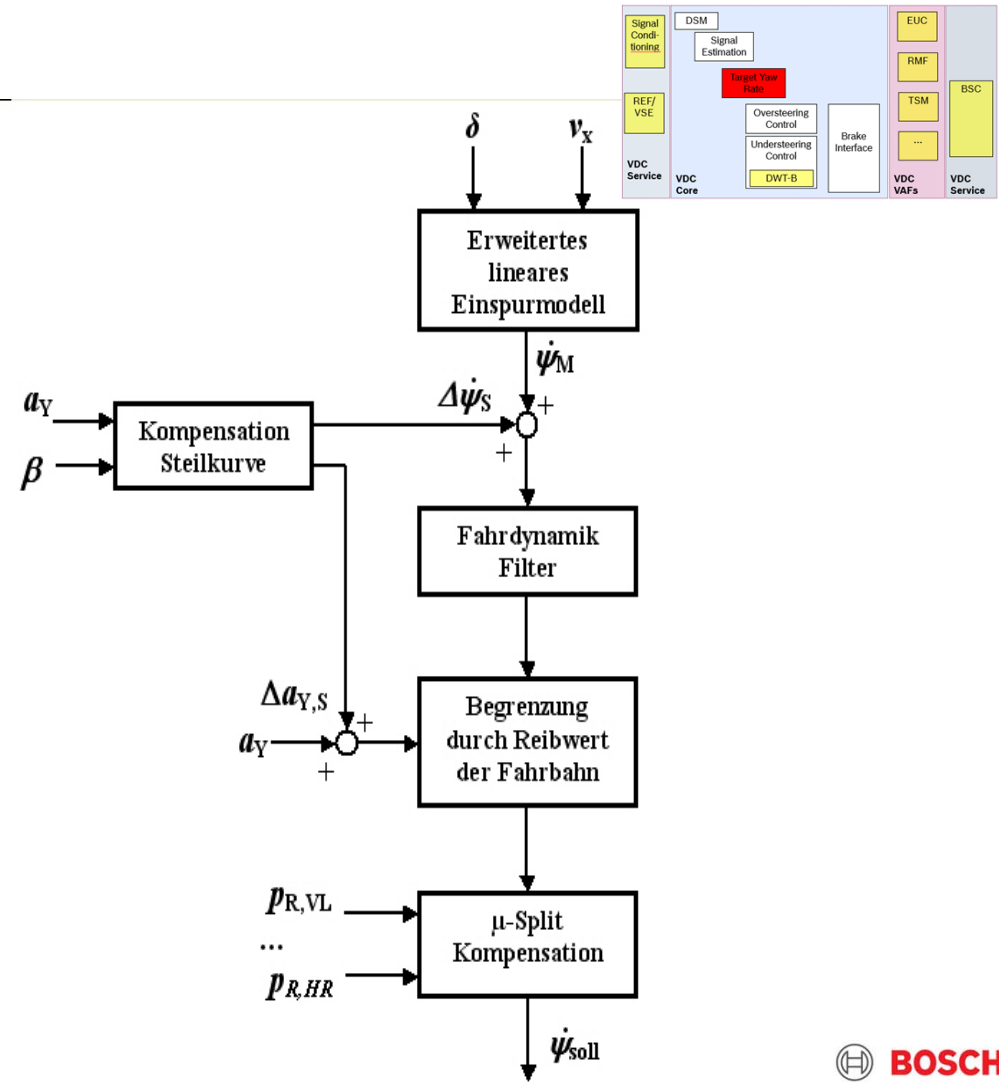 Signal
Condi-
tioning
REF/
VSE
VDC
Service
DSM
Signal
Estimation
Target Yaw
Rate
Oversteering
Control
Understeering
Control
DWT-B
Brake
Interface
VDC
Core
EUC
RMF
TSM
...
VDC
VAFs
BSC
VDC
Service
δ
vx
Erweitertes
lineares
Einspurmodell
ψ̇M
aY
β
Kompensation
Steilkurve
Δψ̇S
+
+
Fahrdynamik
Filter
ΔaY,S
aY
+
+
Begrenzung
durch Reibwert
der Fahrbahn
pR,VL
...
pR,HR
μ-Split
Kompensation
ψ̇soll
BOSCH